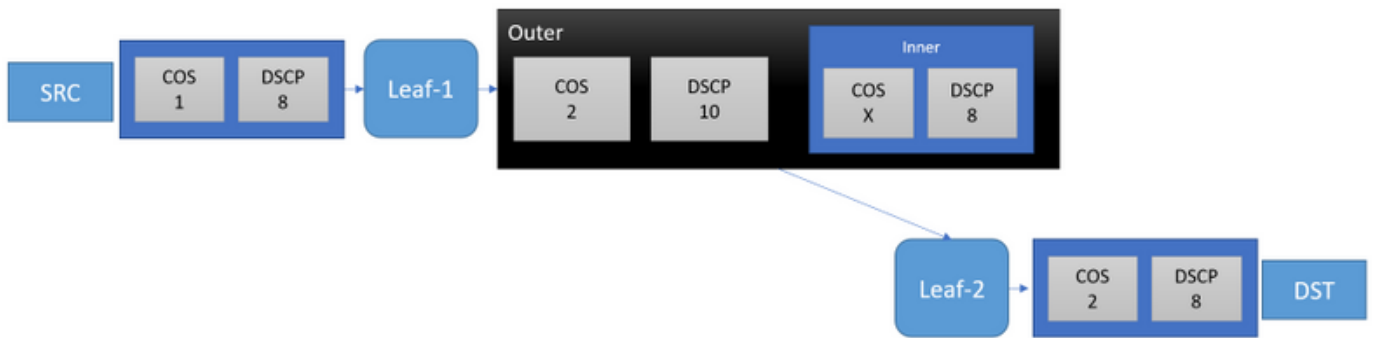 SRC
COS
1
DSCP
8
Leaf-1
Outer
COS
2
DSCP
10
Inner
COS
X
DSCP
8
Leaf-2
COS
2
DSCP
8
DST